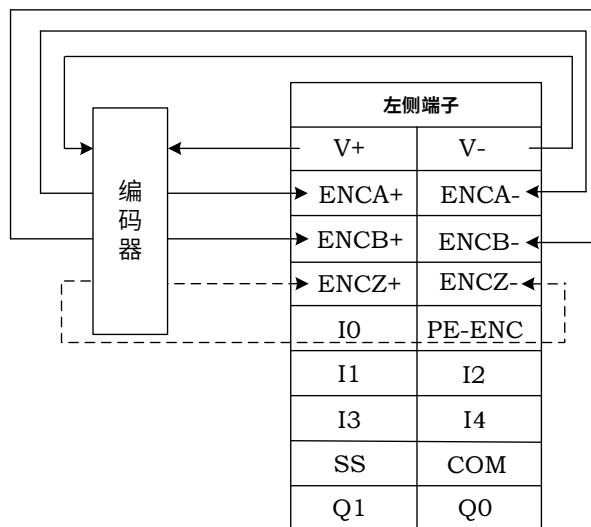 左侧端子
V+ V-
编码器
ENCA+ ENCA-
ENCB+ ENCB-
ENCZ+ ENCZ-
I0 PE-ENC
I1 I2
I3 I4
SS COM
Q1 Q0